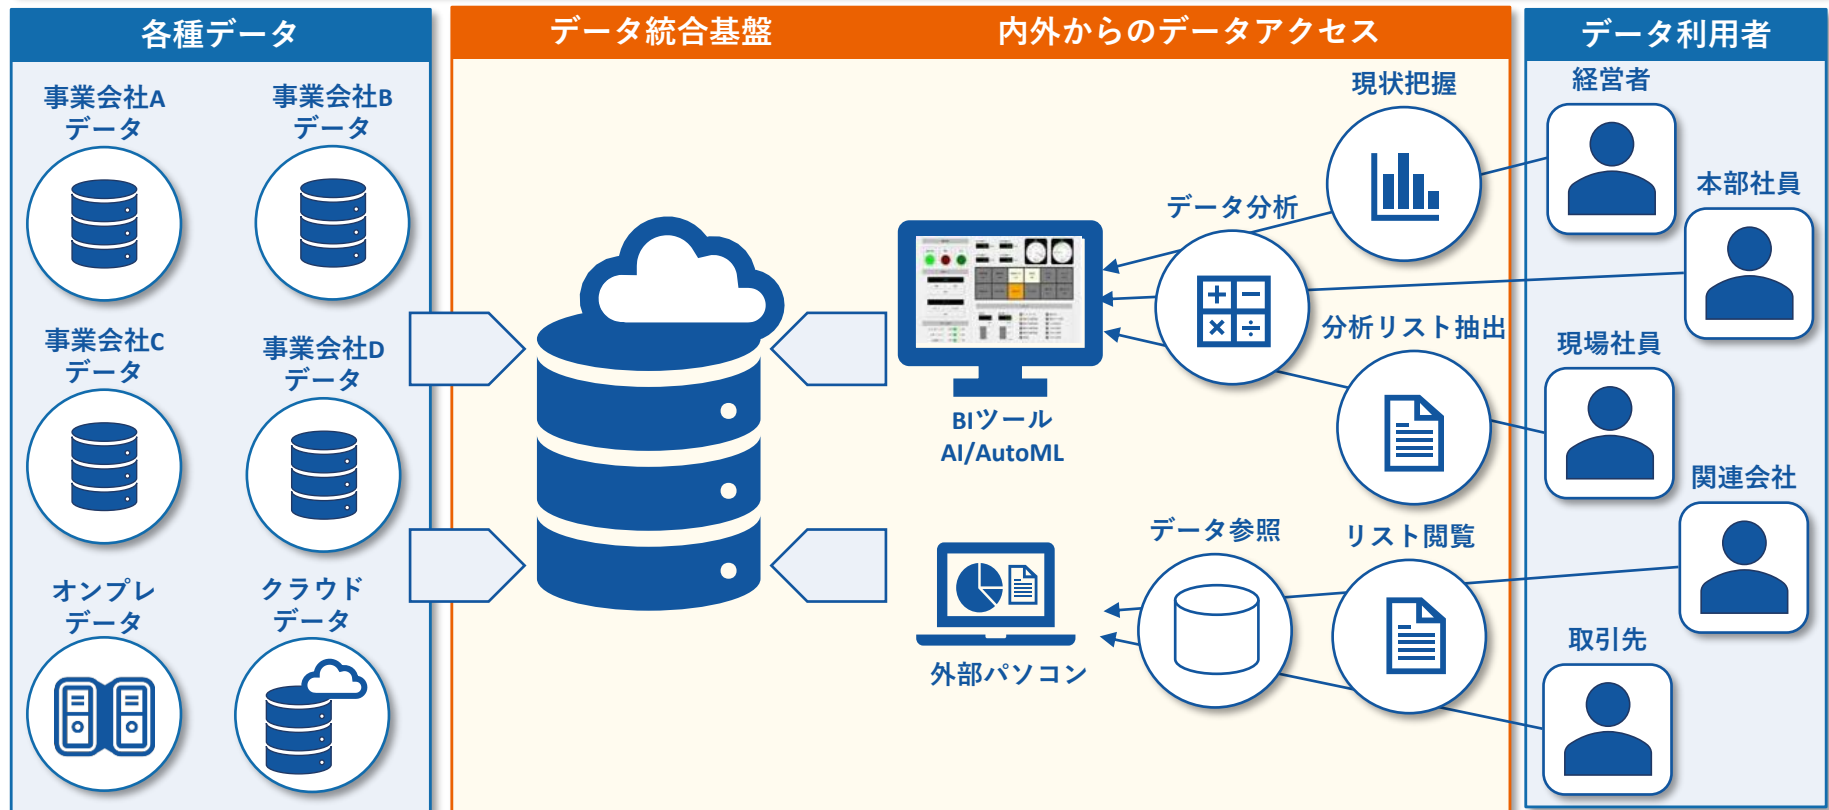 各種データ
事業会社A
データ
事業会社B
データ
事業会社C
データ
事業会社D
データ
オンプレ
データ
クラウド
データ
データ統合基盤
内外からのデータアクセス
現状把握
データ分析
分析リスト抽出
BIツール
AI/AutoML
データ参照
リスト閲覧
外部パソコン
データ利用者
経営者
本部社員
現場社員
関連会社
取引先